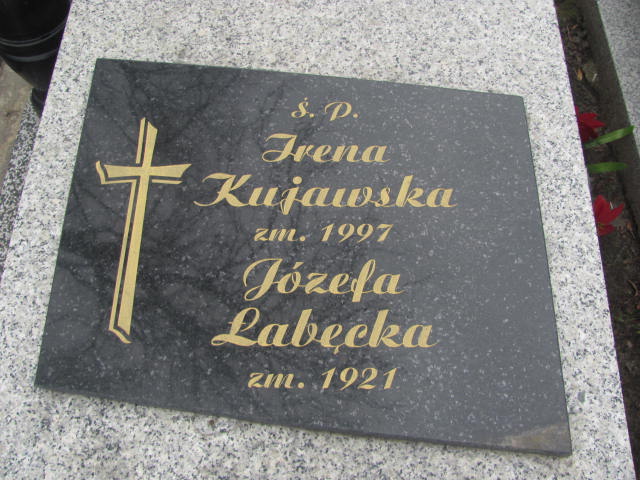 Ś. P.
Irena
Kujawska
zm. 1997
Józefa
Łabęcka
zm. 1921